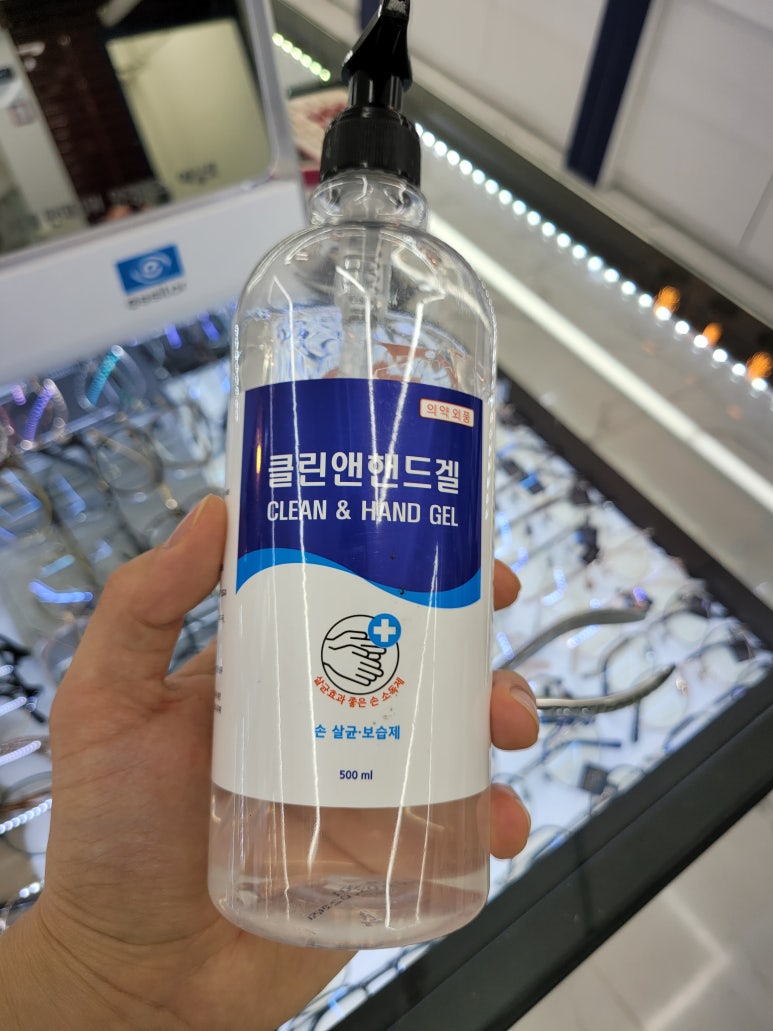 의약외품
클린앤핸드겔
CLEAN & HAND GEL
살균효과 좋은 손 소독제
손 살균·보습제
500 ml